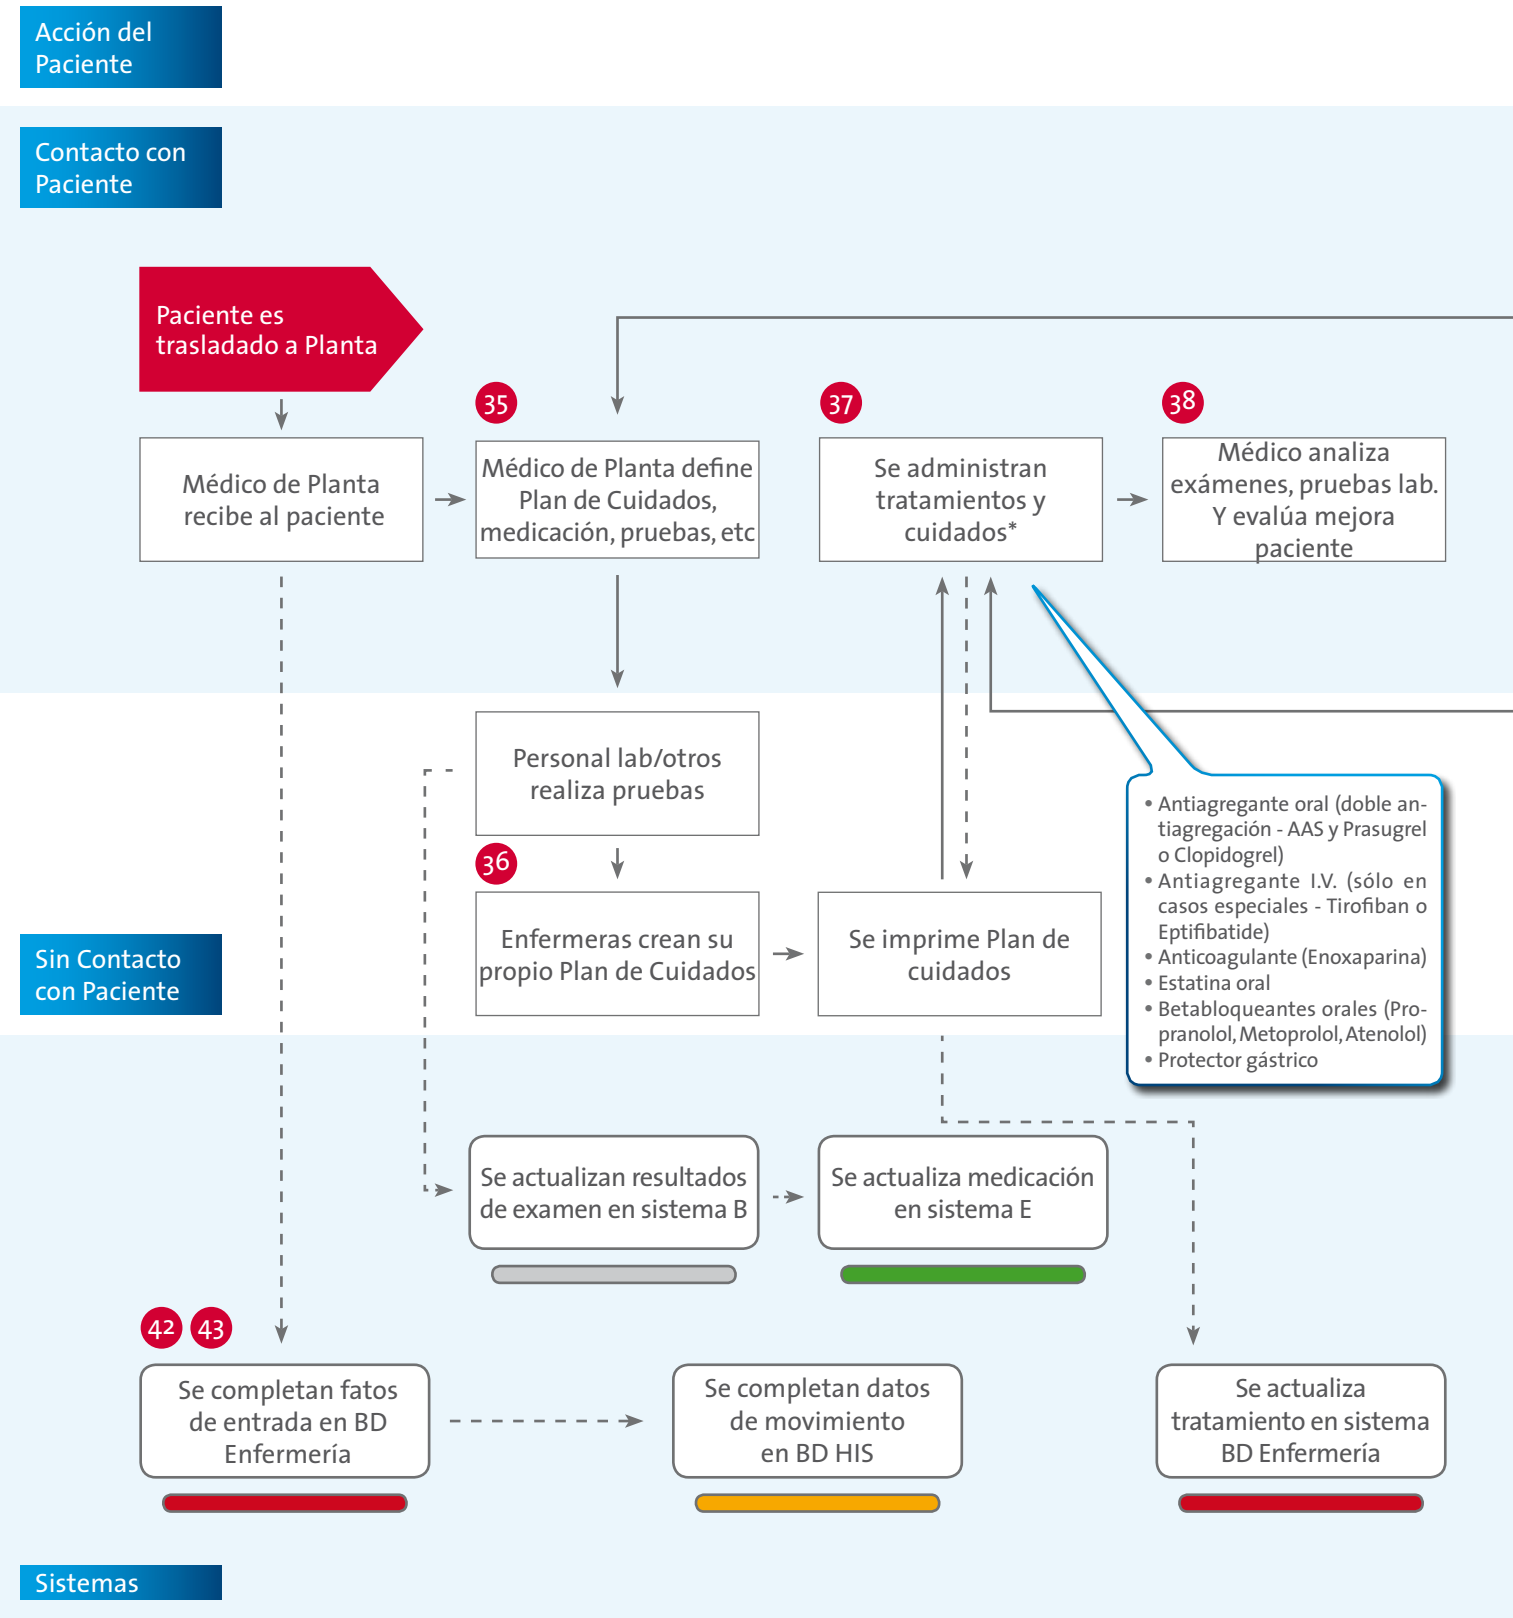 Acción del
Paciente
Contacto con
Paciente
Paciente es
trasladado a Planta
35
37
38
Médico de Planta
recibe al paciente
Médico de Planta define
Plan de Cuidados,
medicación, pruebas, etc
Se administran
tratamientos y
cuidados*
Médico analiza
exámenes, pruebas lab.
Y evalúa mejora
paciente
Personal lab/otros
realiza pruebas
36
Enfermeras crean su
propio Plan de Cuidados
Se imprime Plan de
cuidados
• Antiagregante oral (doble an-
tiagregación - AAS y Prasugrel
o Clopidogrel)
• Antiagregante I.V. (sólo en
casos especiales - Tirofiban o
Eptifibatide)
• Anticoagulante (Enoxaparina)
• Estatina oral
• Betabloqueantes orales (Pro-
pranolol, Metoprolol, Atenolol)
• Protector gástrico
Sin Contacto
con Paciente
Se actualizan resultados
de examen en sistema B
Se actualiza medicación
en sistema E
42 43
Se completan fatos
de entrada en BD
Enfermería
Se completan datos
de movimiento
en BD HIS
Se actualiza
tratamiento en sistema
BD Enfermería
Sistemas